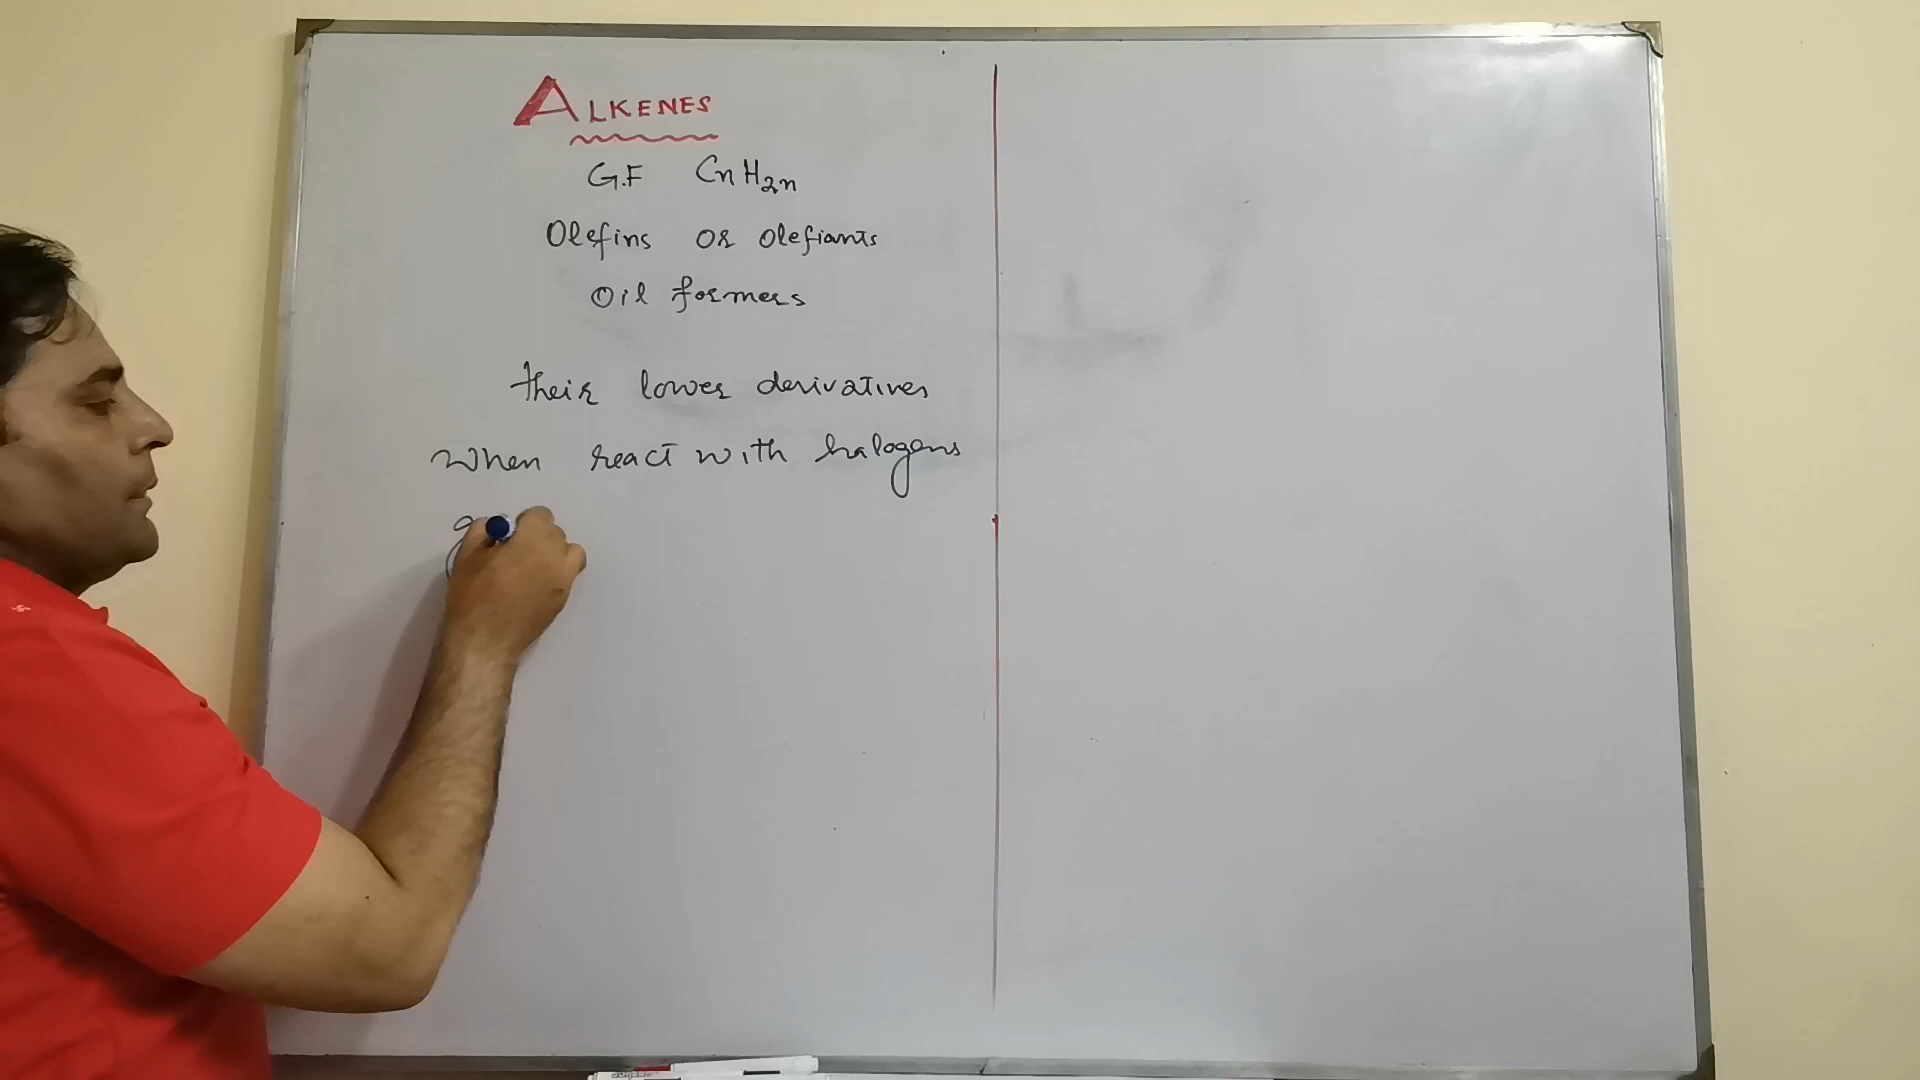 ALKENES
G.F CnH2n
Olefins or olefiants
Oil formers
their lower derivatives
When react with halogens